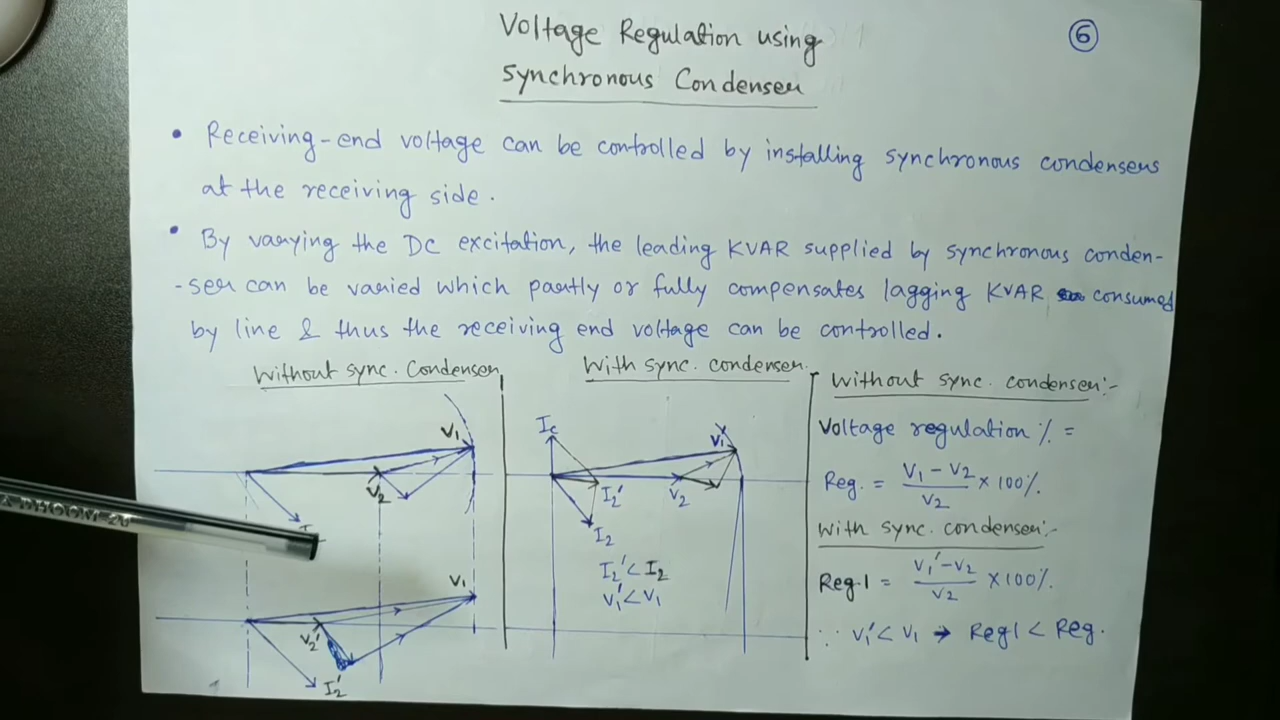 Voltage Regulation using
Synchronous Condenser
6
• Receiving-end voltage can be controlled by installing synchronous condensers
at the receiving side.
• By varying the DC excitation, the leading KVAR supplied by synchronous conden-
-ser can be varied which partly or fully compensates lagging KVAR consumed
by line & thus the receiving end voltage can be controlled.
Without sync. Condenser
V₁
V₂
V₁
V₂'
I₂'
With sync. condenser
Ic
V₁'
I₂'
V₂
I₂
I₂' < I₂
V₁' < V₁
Without sync. condenser:-
Voltage regulation % =
Reg. = (V₁ - V₂)/V₂ × 100%.
With sync. condenser:-
Reg.1 = (V₁' - V₂)/V₂ × 100%.
∵ V₁' < V₁ → Reg1 < Reg.